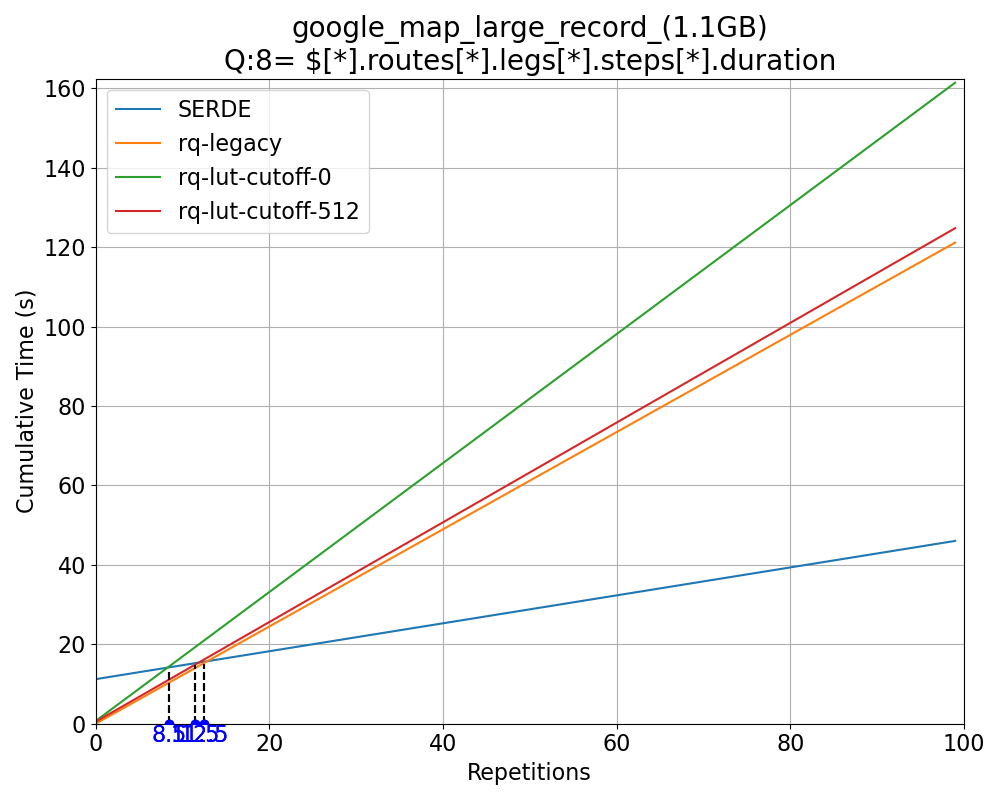 google_map_large_record_(1.1GB)
Q:8= $[*].routes[*].legs[*].steps[*].duration
SERDE
rq-legacy
rq-lut-cutoff-0
rq-lut-cutoff-512
160
140
120
100
80
60
40
20
0
Cumulative Time (s)
0
20
40
60
80
100
Repetitions